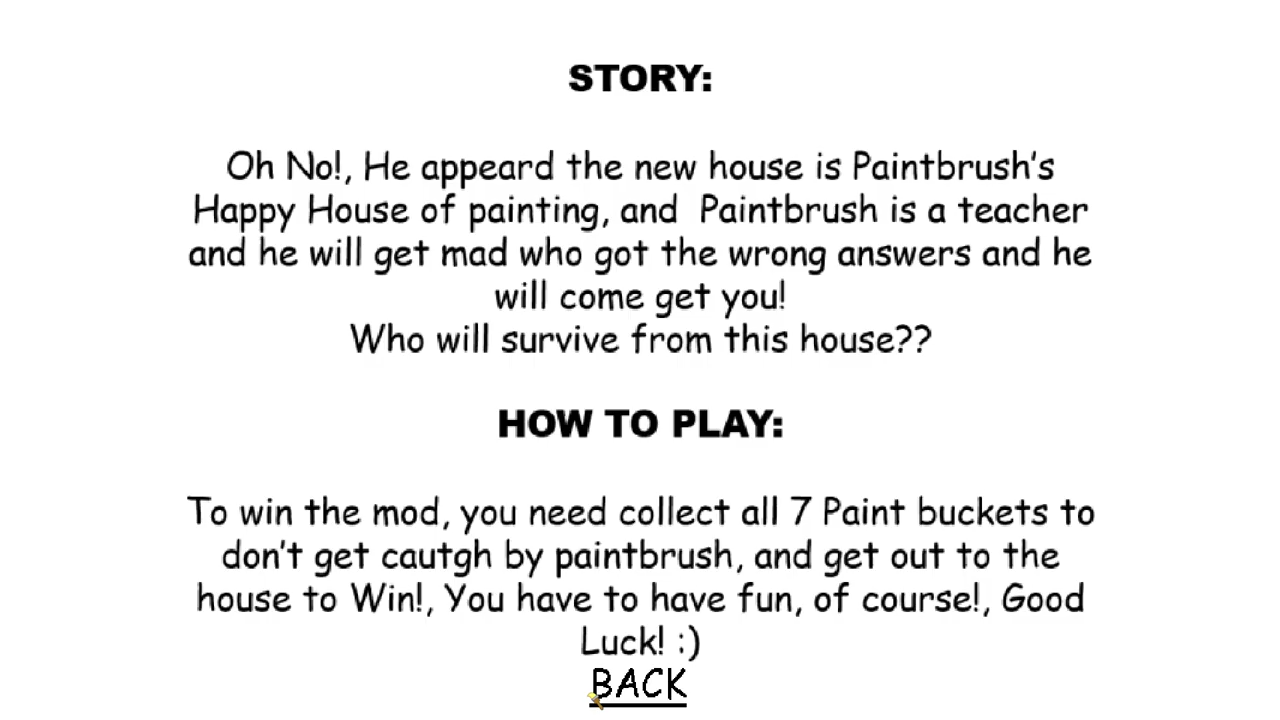 STORY:
Oh No!, He appeard the new house is Paintbrush's
Happy House of painting, and  Paintbrush is a teacher
and he will get mad who got the wrong answers and he
will come get you!
Who will survive from this house??
HOW TO PLAY:
To win the mod, you need collect all 7 Paint buckets to
don't get cautgh by paintbrush, and get out to the
house to Win!, You have to have fun, of course!, Good
Luck! :)
BACK